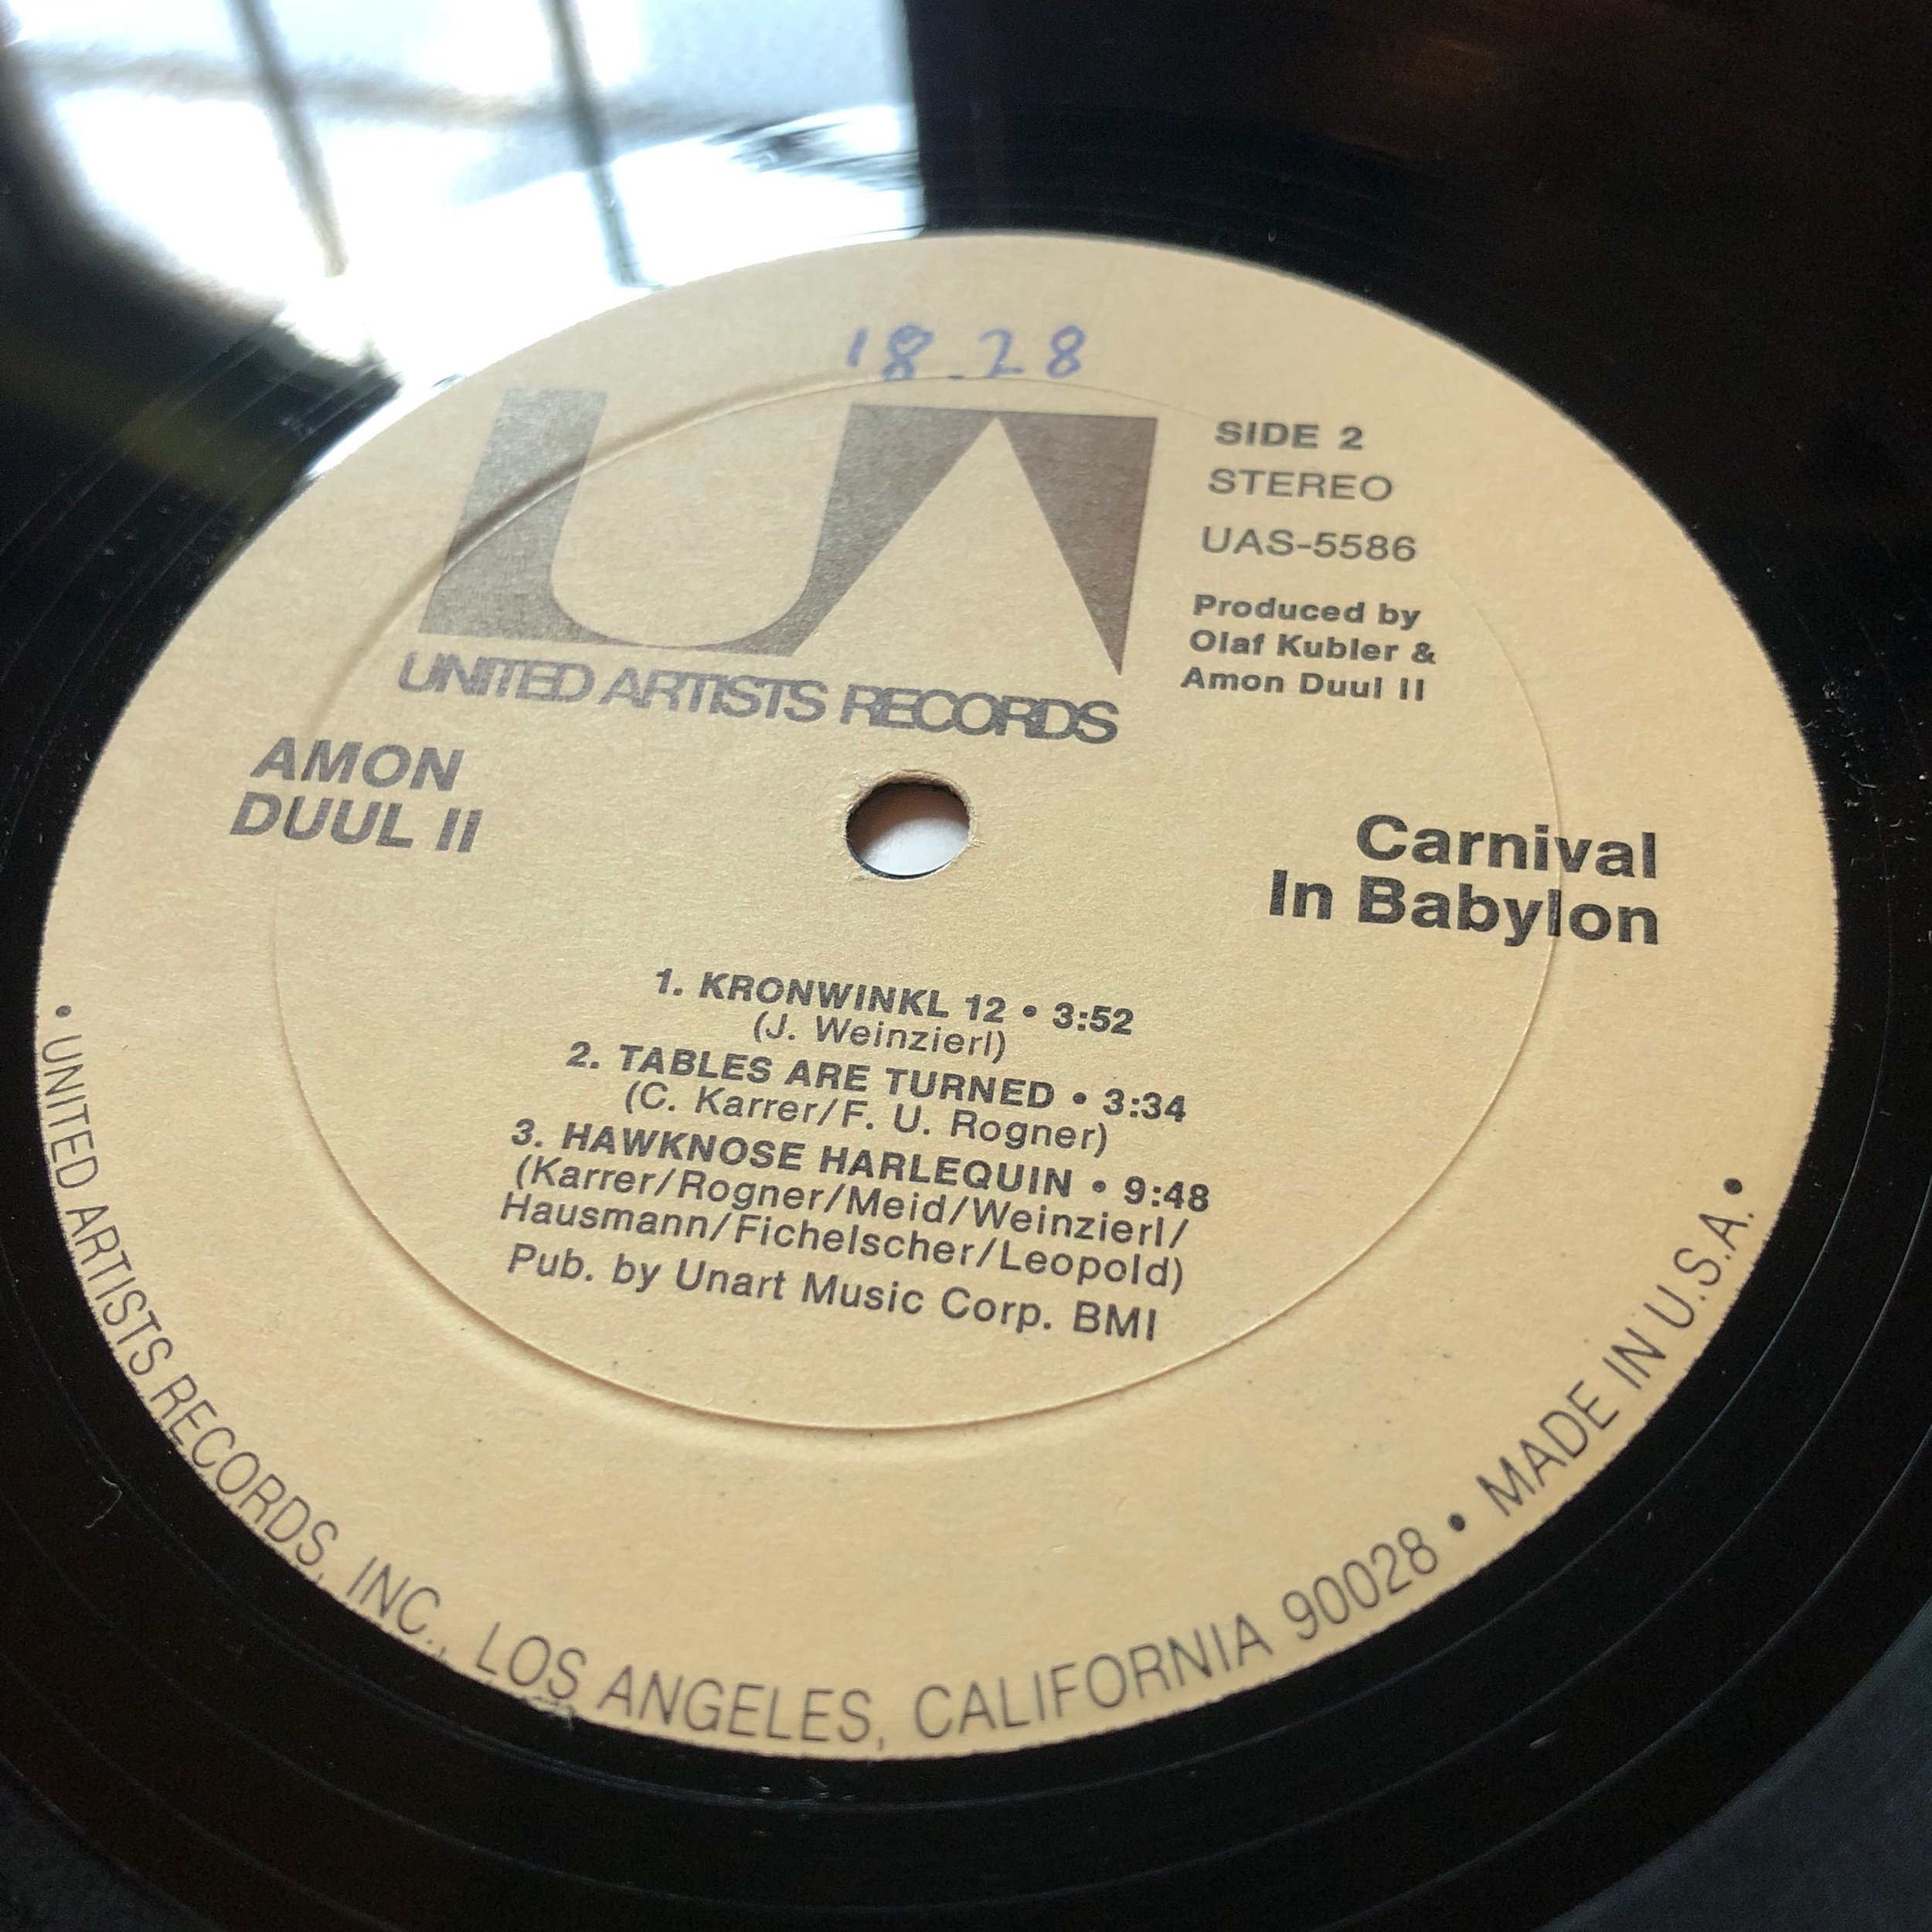 18.28
UA
UNITED ARTISTS RECORDS
SIDE 2
STEREO
UAS-5586
Produced by
Olaf Kubler &
Amon Duul II
AMON
DUUL II
Carnival
In Babylon
1. KRONWINKL 12 • 3:52
(J. Weinzierl)
2. TABLES ARE TURNED • 3:34
(C. Karrer/F. U. Rogner)
3. HAWKNOSE HARLEQUIN • 9:48
(Karrer/Rogner/Meid/Weinzierl/
Hausmann/Fichelscher/Leopold)
Pub. by Unart Music Corp. BMI
• UNITED ARTISTS RECORDS, INC., LOS ANGELES, CALIFORNIA 90028 • MADE IN U.S.A. •